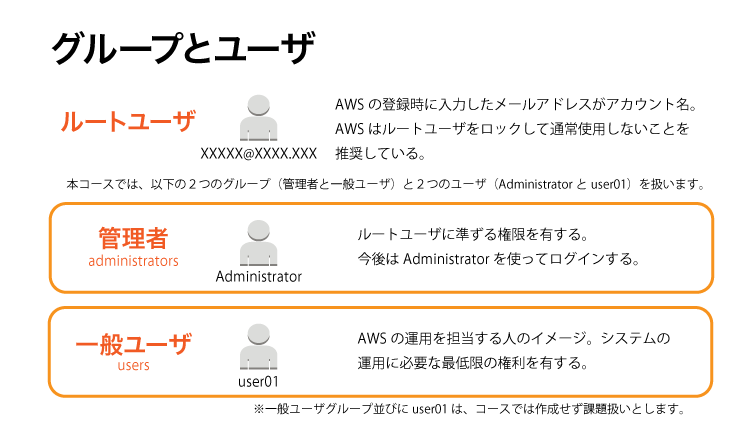 グループとユーザ
ルートユーザ
XXXXX@XXXX.XXX
AWS の登録時に入力したメールアドレスがアカウント名。
AWS はルートユーザをロックして通常使用しないことを
推奨している。
本コースでは、以下の２つのグループ（管理者と一般ユーザ）と２つのユーザ（Administrator と user01）を扱います。
管理者
administrators
Administrator
ルートユーザに準ずる権限を有する。
今後は Administrator を使ってログインする。
一般ユーザ
users
user01
AWS の運用を担当する人のイメージ。システムの
運用に必要な最低限の権利を有する。
※一般ユーザグループ並びに user01 は、コースでは作成せず課題扱いとします。